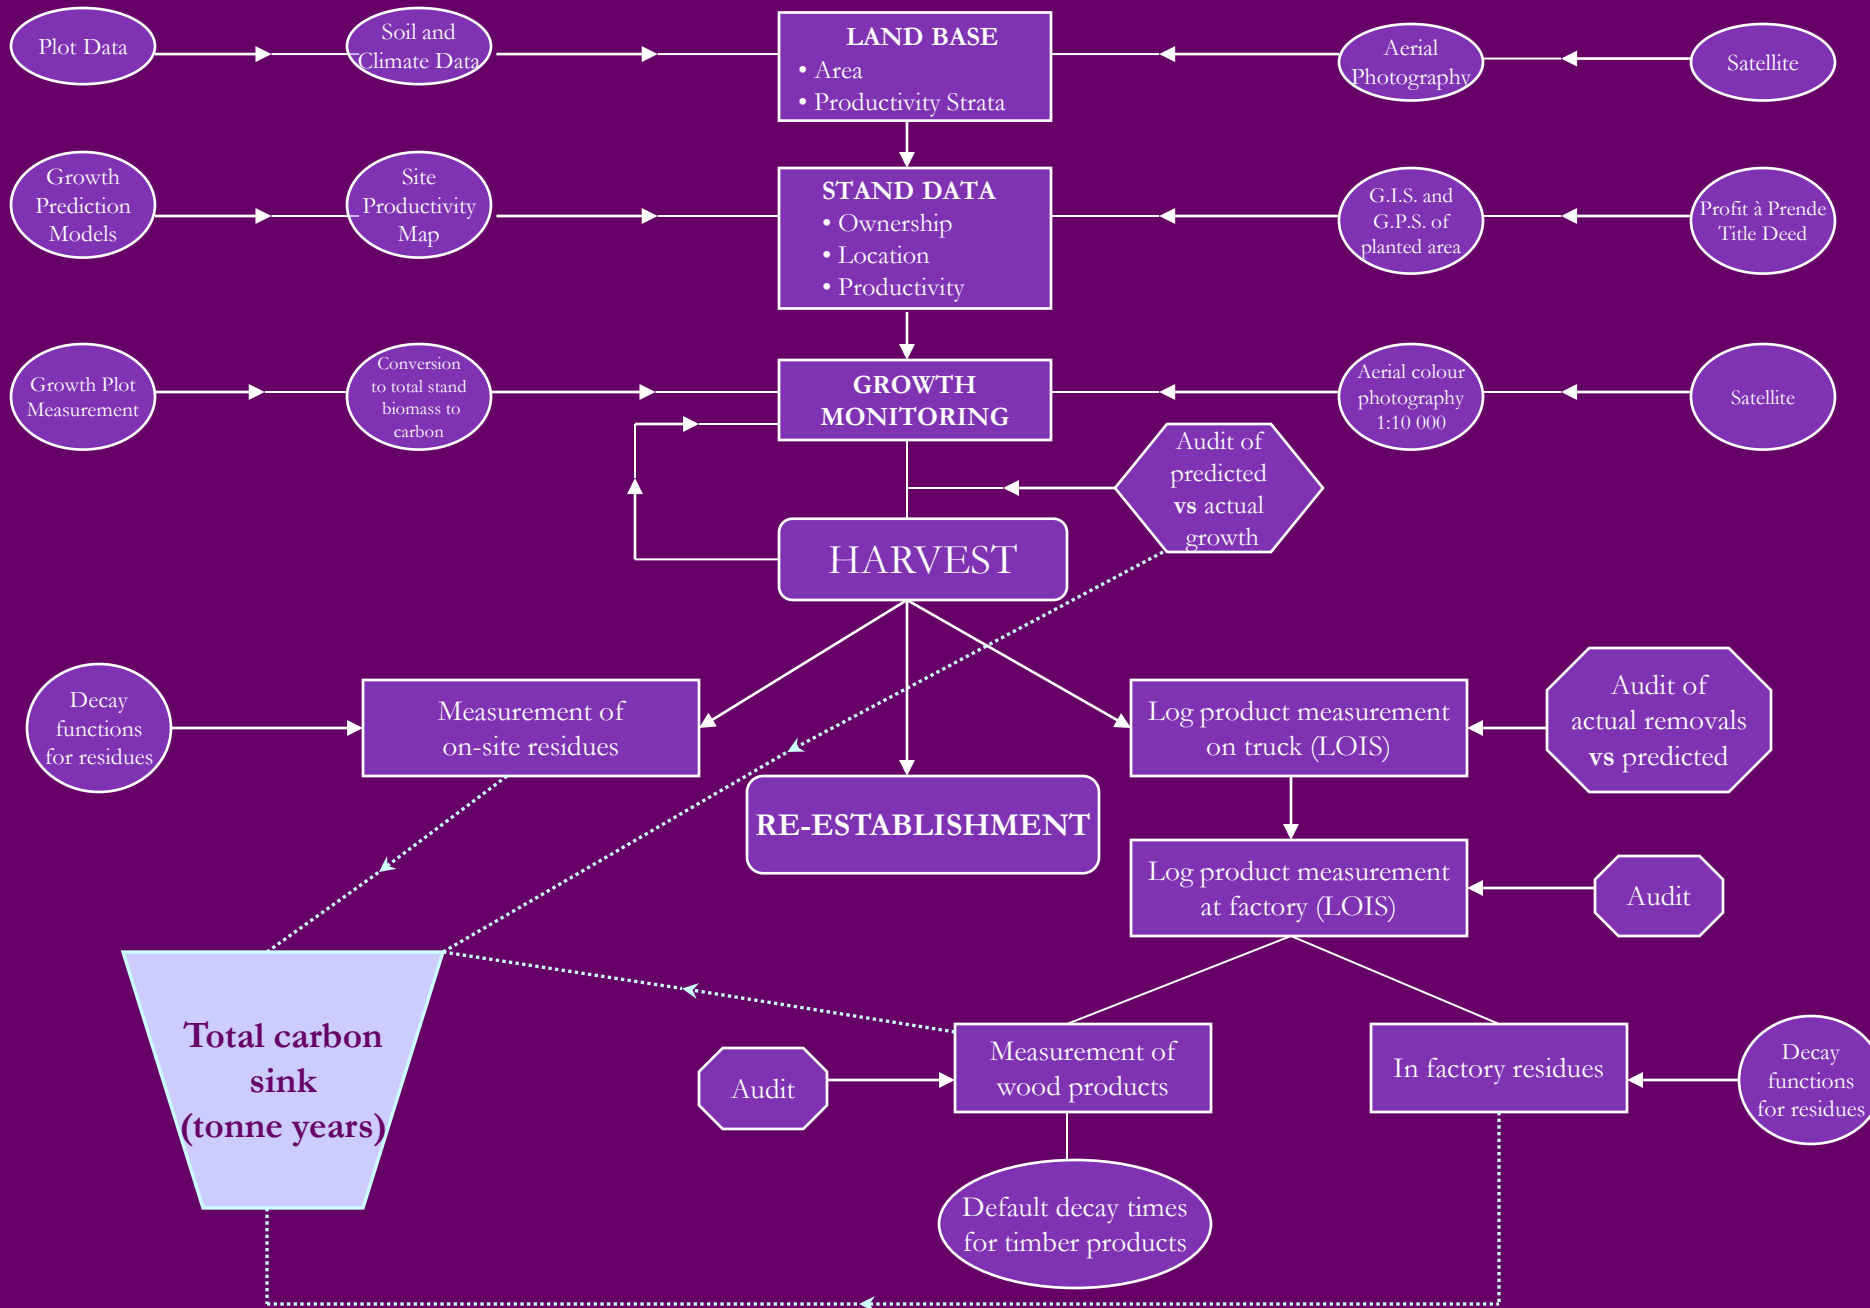 Plot Data
Soil and
Climate Data
LAND BASE
• Area
• Productivity Strata
Aerial
Photography
Satellite
Growth
Prediction
Models
Site
Productivity
Map
STAND DATA
• Ownership
• Location
• Productivity
G.I.S. and
G.P.S. of
planted area
Profit à Prende
Title Deed
Growth Plot
Measurement
Conversion
to total stand
biomass to
carbon
GROWTH
MONITORING
Aerial colour
photography
1:10 000
Satellite
Audit of
predicted
vs actual
growth
HARVEST
Decay
functions
for residues
Measurement of
on-site residues
Log product measurement
on truck (LOIS)
Audit of
actual removals
vs predicted
RE-ESTABLISHMENT
Log product measurement
at factory (LOIS)
Audit
Total carbon
sink
(tonne years)
Audit
Measurement of
wood products
In factory residues
Decay
functions
for residues
Default decay times
for timber products